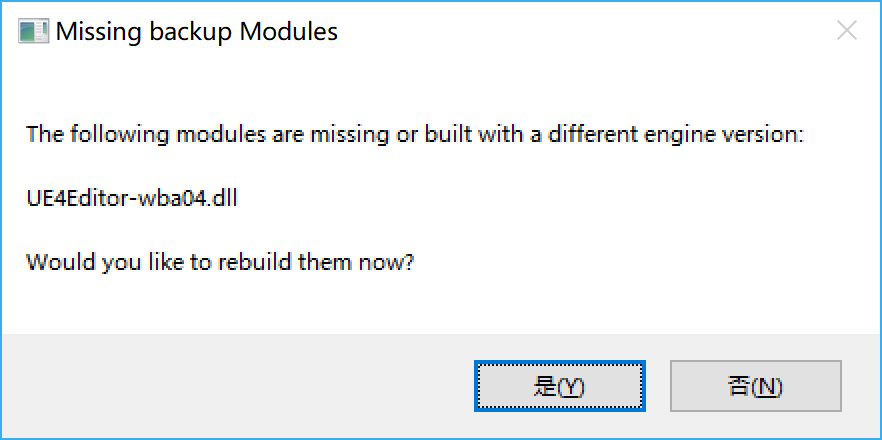 Missing backup Modules
The following modules are missing or built with a different engine version:
UE4Editor-wba04.dll
Would you like to rebuild them now?
是(Y)
否(N)